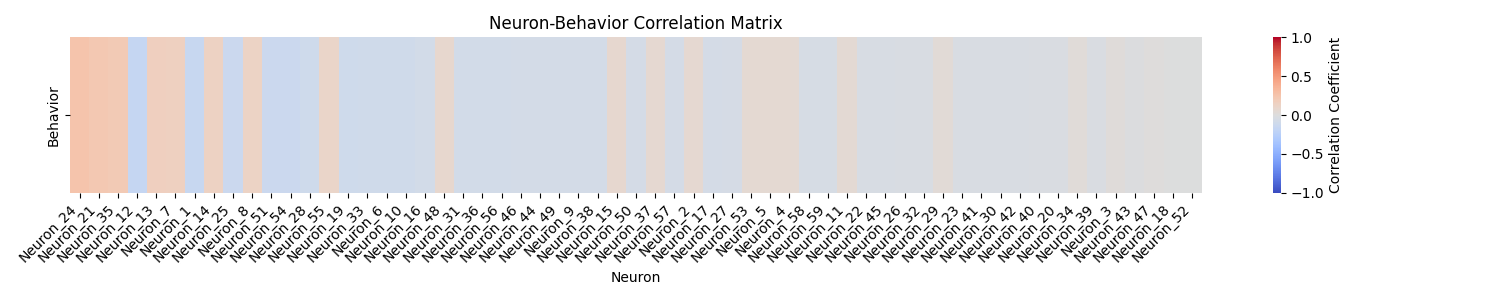 Neuron-Behavior Correlation Matrix
Behavior
Neuron_24
Neuron_21
Neuron_35
Neuron_12
Neuron_13
Neuron_7
Neuron_1
Neuron_14
Neuron_25
Neuron_8
Neuron_51
Neuron_54
Neuron_28
Neuron_55
Neuron_19
Neuron_33
Neuron_6
Neuron_10
Neuron_16
Neuron_48
Neuron_31
Neuron_36
Neuron_56
Neuron_46
Neuron_44
Neuron_49
Neuron_9
Neuron_38
Neuron_15
Neuron_50
Neuron_37
Neuron_57
Neuron_2
Neuron_17
Neuron_27
Neuron_53
Neuron_5
Neuron_4
Neuron_58
Neuron_59
Neuron_11
Neuron_22
Neuron_45
Neuron_26
Neuron_32
Neuron_29
Neuron_23
Neuron_41
Neuron_30
Neuron_42
Neuron_40
Neuron_20
Neuron_34
Neuron_39
Neuron_3
Neuron_43
Neuron_47
Neuron_18
Neuron_52
Neuron
1.0
0.5
0.0
−0.5
−1.0
Correlation Coefficient